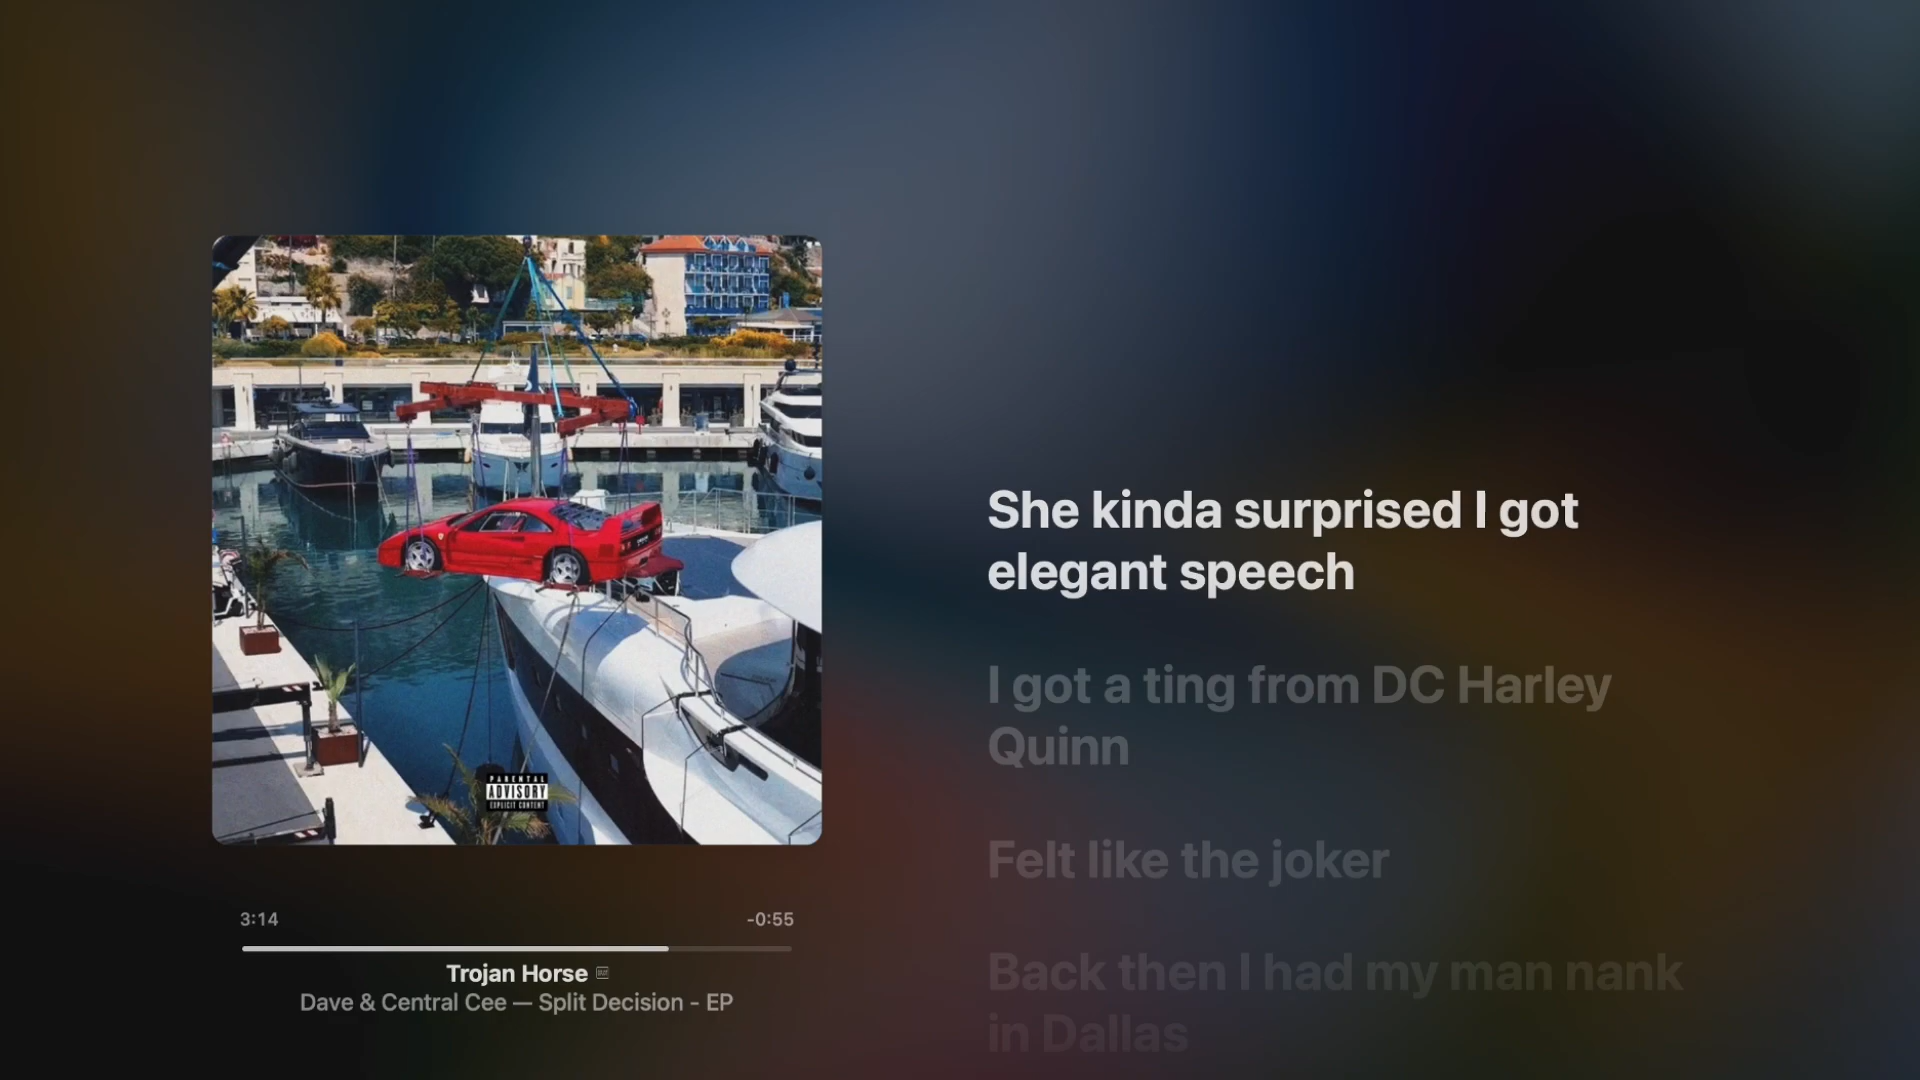 She kinda surprised I got
elegant speech
I got a ting from DC Harley
Quinn
Felt like the joker
Back then I had my man nank
in Dallas
PARENTAL
ADVISORY
EXPLICIT CONTENT
3:14
-0:55
Trojan Horse
Dave & Central Cee — Split Decision - EP